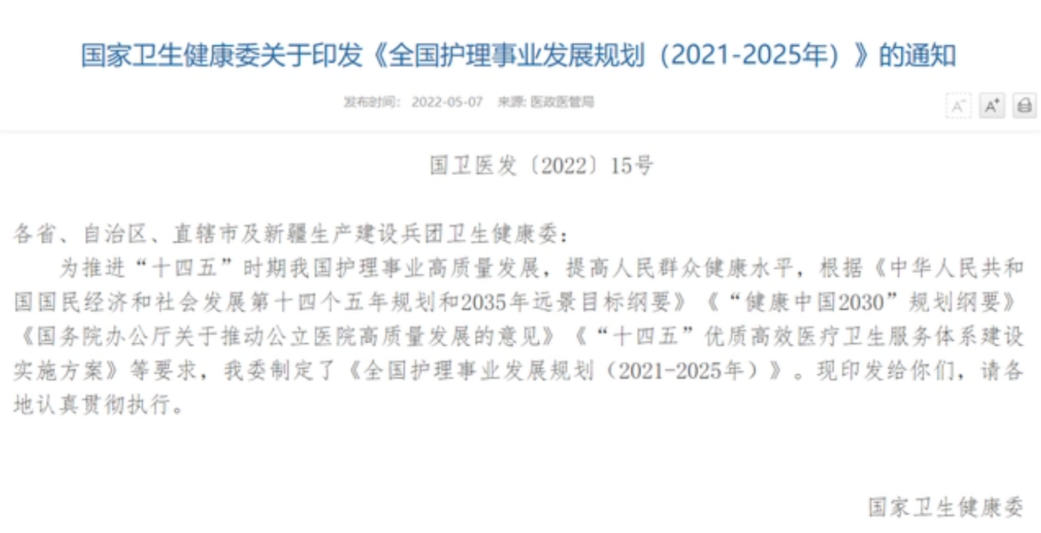 国家卫生健康委关于印发《全国护理事业发展规划（2021-2025年）》的通知
发布时间： 2022-05-07 来源: 医政医管局
A- A+
国卫医发〔2022〕15号
各省、自治区、直辖市及新疆生产建设兵团卫生健康委：
为推进“十四五”时期我国护理事业高质量发展，提高人民群众健康水平，根据《中华人民共和
国国民经济和社会发展第十四个五年规划和2035年远景目标纲要》《“健康中国2030”规划纲要》
《国务院办公厅关于推动公立医院高质量发展的意见》《“十四五”优质高效医疗卫生服务体系建设
实施方案》等要求，我委制定了《全国护理事业发展规划（2021-2025年）》。现印发给你们，请各
地认真贯彻执行。
国家卫生健康委